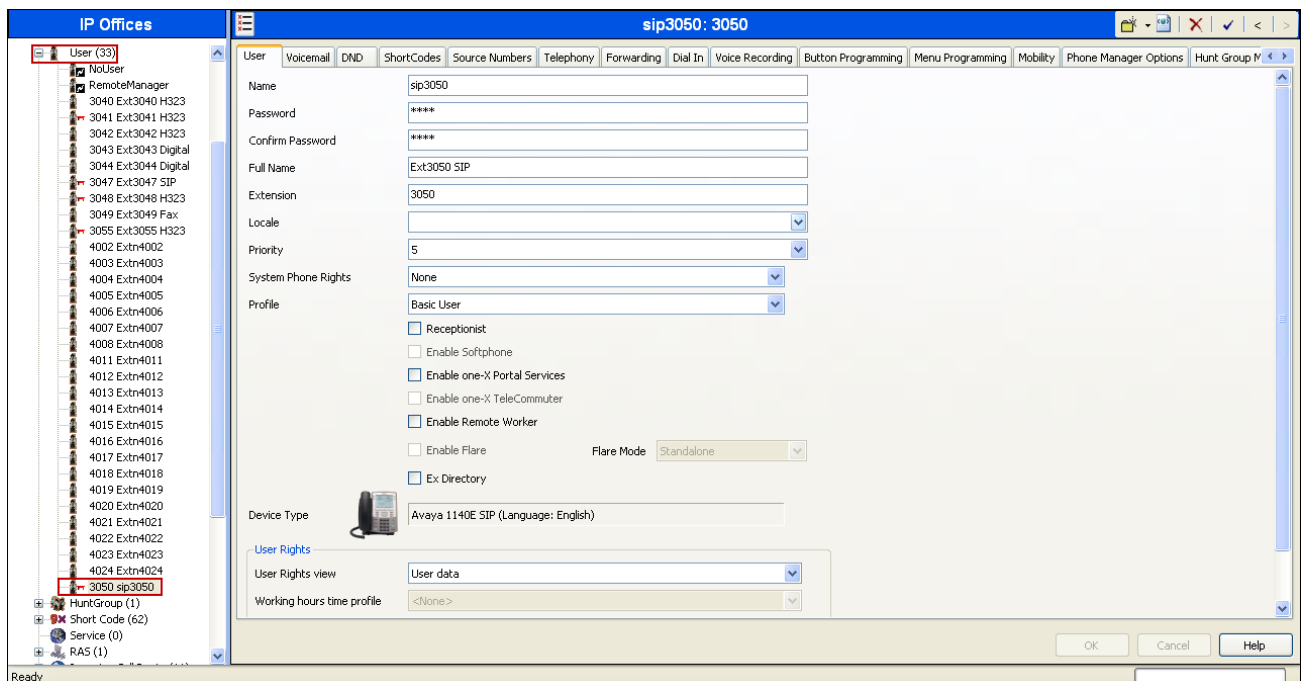 IP Offices
User (33)
NoUser
RemoteManager
3040 Ext3040 H323
3041 Ext3041 H323
3042 Ext3042 H323
3043 Ext3043 Digital
3044 Ext3044 Digital
3047 Ext3047 SIP
3048 Ext3048 H323
3049 Ext3049 Fax
3055 Ext3055 H323
4002 Extn4002
4003 Extn4003
4004 Extn4004
4005 Extn4005
4006 Extn4006
4007 Extn4007
4008 Extn4008
4011 Extn4011
4012 Extn4012
4013 Extn4013
4014 Extn4014
4015 Extn4015
4016 Extn4016
4017 Extn4017
4018 Extn4018
4019 Extn4019
4020 Extn4020
4021 Extn4021
4022 Extn4022
4023 Extn4023
4024 Extn4024
3050 sip3050
HuntGroup (1)
Short Code (62)
Service (0)
RAS (1)
sip3050: 3050
User Voicemail DND ShortCodes Source Numbers Telephony Forwarding Dial In Voice Recording Button Programming Menu Programming Mobility Phone Manager Options Hunt Group M
Name sip3050
Password ****
Confirm Password ****
Full Name Ext3050 SIP
Extension 3050
Locale
Priority 5
System Phone Rights None
Profile Basic User
Receptionist
Enable Softphone
Enable one-X Portal Services
Enable one-X TeleCommuter
Enable Remote Worker
Enable Flare Flare Mode Standalone
Ex Directory
Device Type Avaya 1140E SIP (Language: English)
User Rights
User Rights view User data
Working hours time profile <None>
OK Cancel Help
Ready